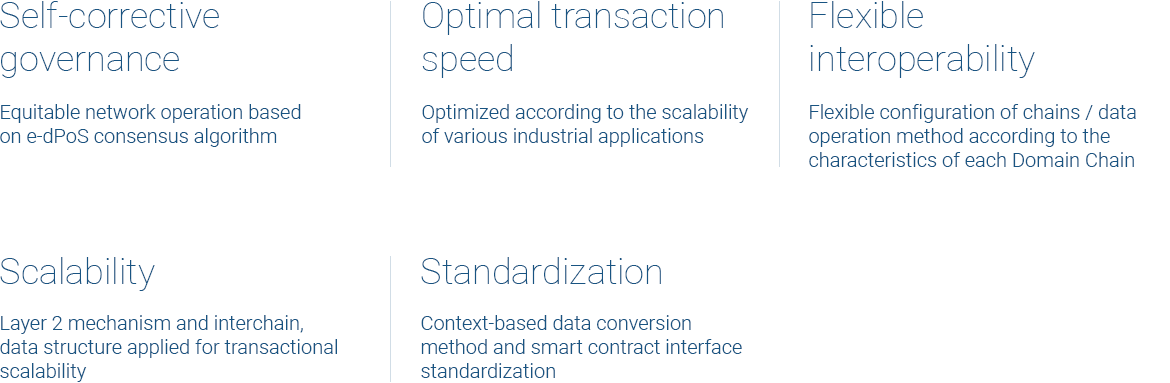 Self-corrective
governance
Equitable network operation based
on e-dPoS consensus algorithm
Optimal transaction
speed
Optimized according to the scalability
of various industrial applications
Flexible
interoperability
Flexible configuration of chains / data
operation method according to the
characteristics of each Domain Chain
Scalability
Layer 2 mechanism and interchain,
data structure applied for transactional
scalability
Standardization
Context-based data conversion
method and smart contract interface
standardization